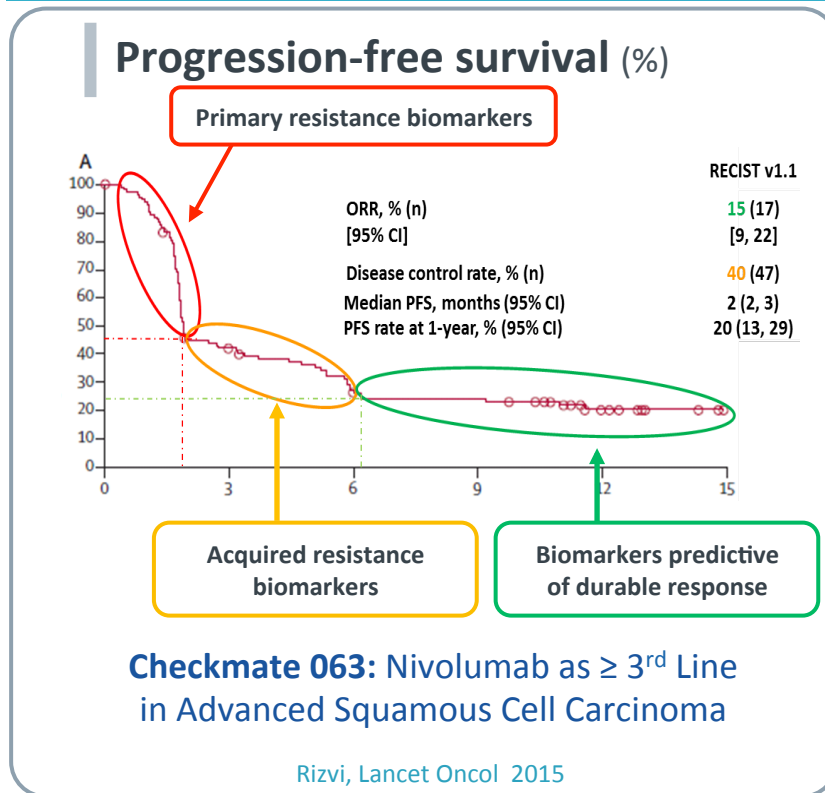 Progression-free survival (%)
Primary resistance biomarkers
A
RECIST v1.1
100
90
80
70
60
50
40
30
20
10
0
ORR, % (n) 15 (17)
[95% CI] [9, 22]
Disease control rate, % (n) 40 (47)
Median PFS, months (95% CI) 2 (2, 3)
PFS rate at 1-year, % (95% CI) 20 (13, 29)
0 3 6 9 12 15
Acquired resistance
biomarkers
Biomarkers predictive
of durable response
Checkmate 063: Nivolumab as ≥ 3rd Line
in Advanced Squamous Cell Carcinoma
Rizvi, Lancet Oncol 2015